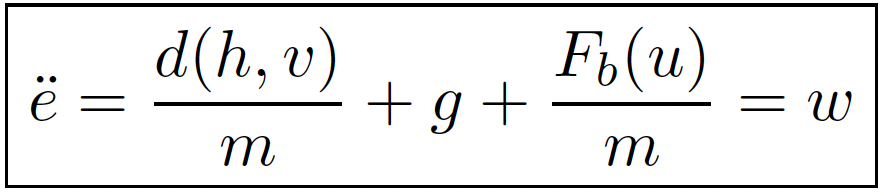 ë = d(h, v)/m + g + F_b(u)/m = w